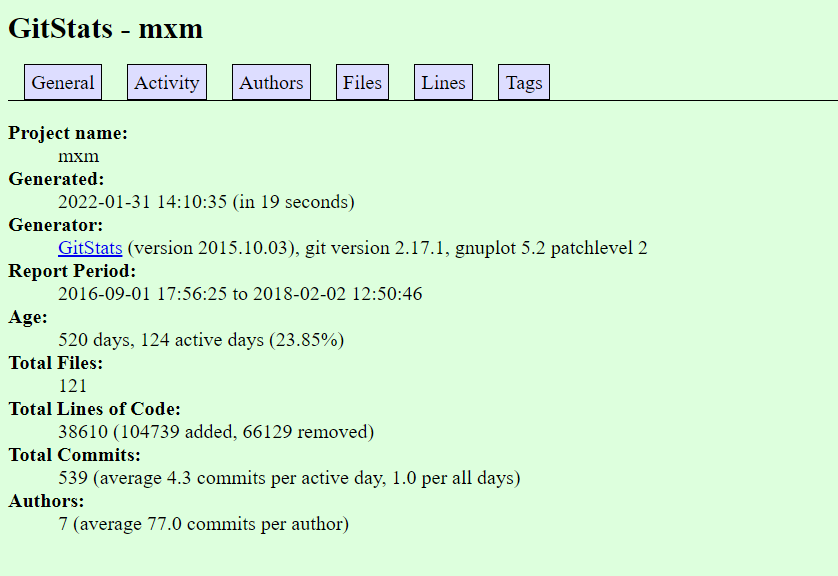 GitStats - mxm
General Activity Authors Files Lines Tags
Project name:
mxm
Generated:
2022-01-31 14:10:35 (in 19 seconds)
Generator:
GitStats (version 2015.10.03), git version 2.17.1, gnuplot 5.2 patchlevel 2
Report Period:
2016-09-01 17:56:25 to 2018-02-02 12:50:46
Age:
520 days, 124 active days (23.85%)
Total Files:
121
Total Lines of Code:
38610 (104739 added, 66129 removed)
Total Commits:
539 (average 4.3 commits per active day, 1.0 per all days)
Authors:
7 (average 77.0 commits per author)